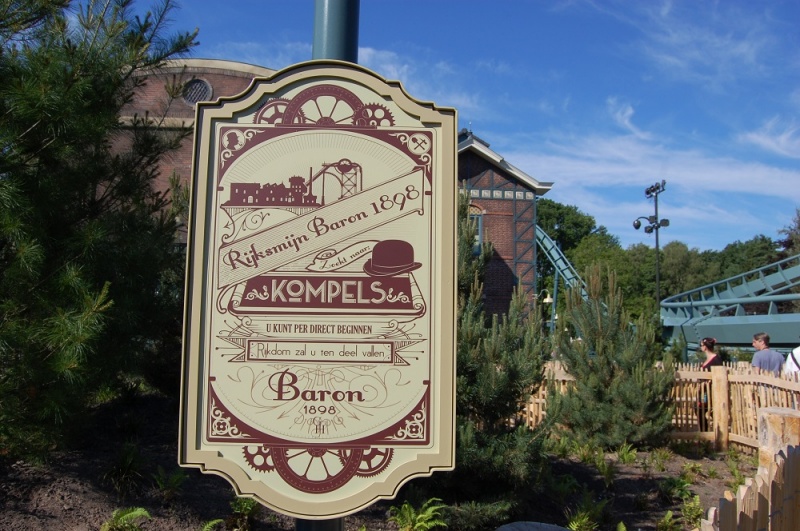 Rijksmijn Baron 1898
Zoekt naar:
KOMPELS
U KUNT PER DIRECT BEGINNEN
Rijkdom zal u ten deel vallen
Baron
1898